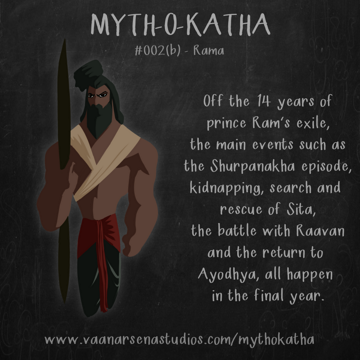 MYTH-O-KATHA
#002(b) - Rama
Off the 14 years of
prince Ram's exile,
the main events such as
the Shurpanakha episode,
kidnapping, search and
rescue of Sita,
the battle with Raavan
and the return to
Ayodhya, all happen
in the final year.
www.vaanarsenastudios.com/mythokatha